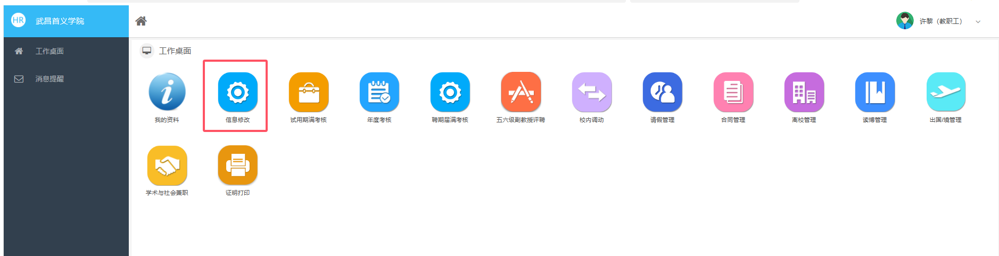 HR 武昌首义学院
许黎（教职工）
工作桌面
消息提醒
工作桌面
我的资料 信息修改 试用期满考核 年度考核 聘期届满考核 五六级副教授评聘 校内调动 请假管理 合同管理 离校管理 读博管理 出国/境管理
学术与社会兼职 证明打印